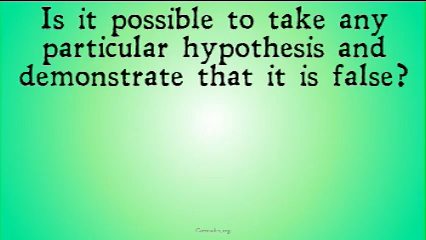 Is it possible to take any
particular hypothesis and
demonstrate that it is false?